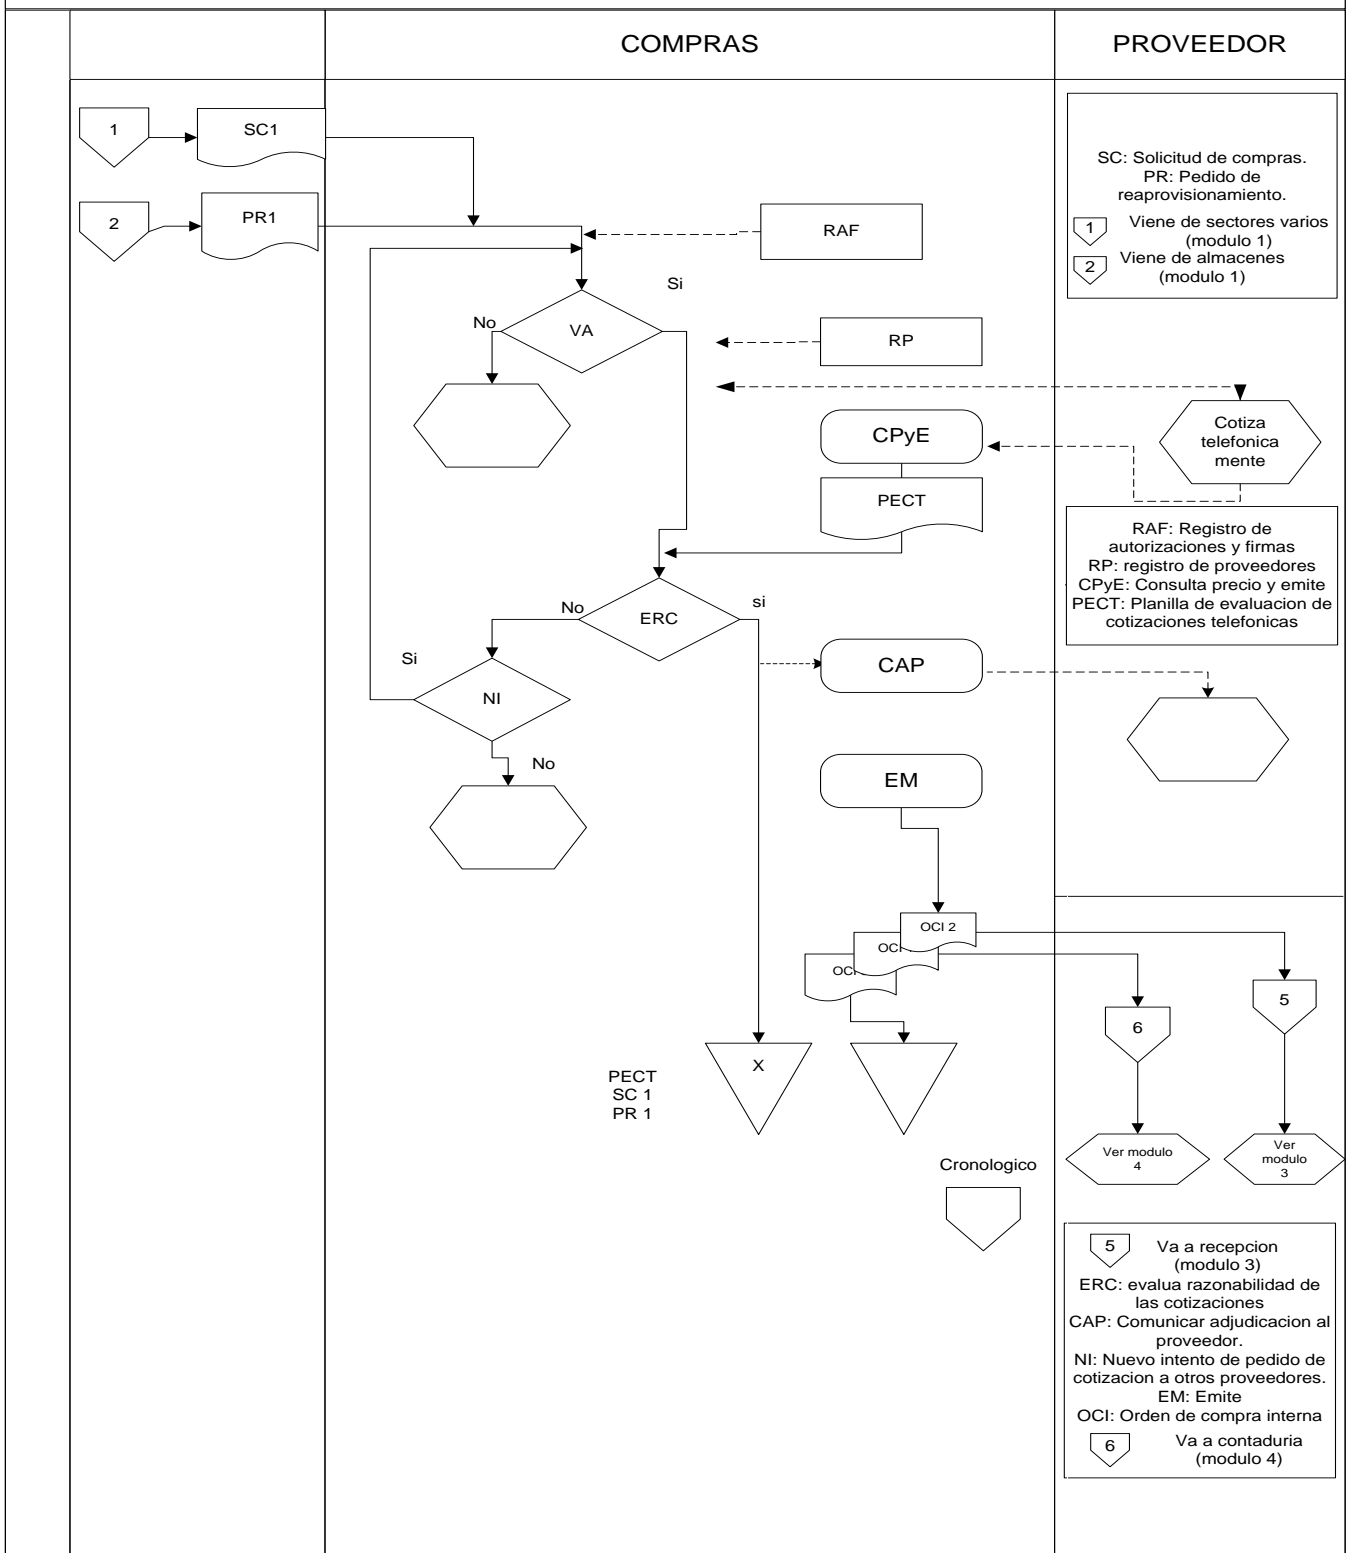 COMPRAS
PROVEEDOR
1
SC1
2
PR1
RAF
SC: Solicitud de compras.
PR: Pedido de
reaprovisionamiento.
1 Viene de sectores varios
(modulo 1)
2 Viene de almacenes
(modulo 1)
Si
No
VA
RP
CPyE
Cotiza
telefonica
mente
PECT
RAF: Registro de
autorizaciones y firmas
RP: registro de proveedores
CPyE: Consulta precio y emite
PECT: Planilla de evaluacion de
cotizaciones telefonicas
No
ERC
si
Si
NI
CAP
No
EM
OCI 2
OCI
OCI
5
6
X
PECT
SC 1
PR 1
Ver modulo
4
Ver
modulo
3
Cronologico
5 Va a recepcion
(modulo 3)
ERC: evalua razonabilidad de
las cotizaciones
CAP: Comunicar adjudicacion al
proveedor.
NI: Nuevo intento de pedido de
cotizacion a otros proveedores.
EM: Emite
OCI: Orden de compra interna
6 Va a contaduria
(modulo 4)